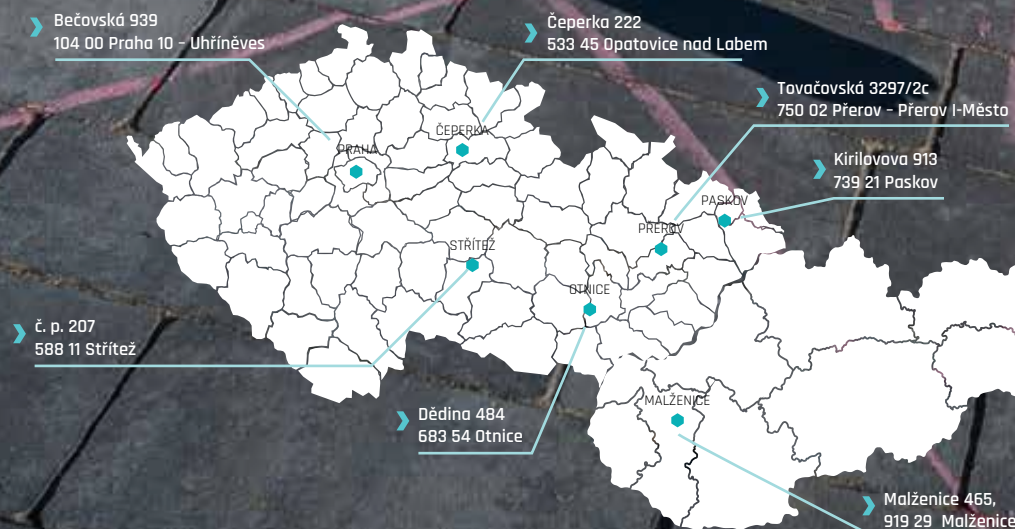 Bečovská 939
104 00 Praha 10 – Uhříněves
Čeperka 222
533 45 Opatovice nad Labem
Tovačovská 3297/2c
750 02 Přerov – Přerov I-Město
Kirilovova 913
739 21 Paskov
ČEPERKA
PRAHA
PASKOV
PŘEROV
STŘÍTEŽ
OTNICE
č. p. 207
588 11 Střítež
MALŽENICE
Dědina 484
683 54 Otnice
Malženice 465,
919 29 Malženice